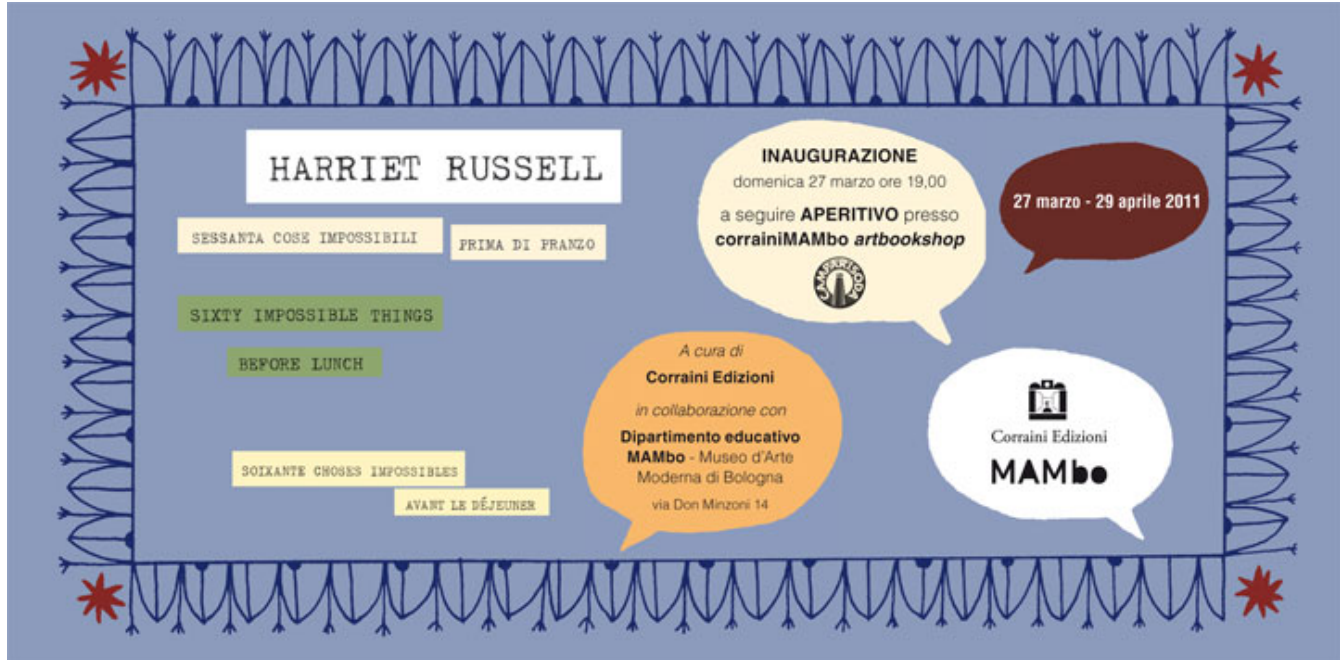 HARRIET RUSSELL
SESSANTA COSE IMPOSSIBILI
PRIMA DI PRANZO
SIXTY IMPOSSIBLE THINGS
BEFORE LUNCH
SOIXANTE CHOSES IMPOSSIBLES
AVANT LE DÉJEUNER
INAUGURAZIONE
domenica 27 marzo ore 19,00
a seguire APERITIVO presso
corrainiMAMbo artbookshop
CAMPARISODA
27 marzo - 29 aprile 2011
A cura di
Corraini Edizioni
in collaborazione con
Dipartimento educativo
MAMbo - Museo d'Arte
Moderna di Bologna
via Don Minzoni 14
Corraini Edizioni
MAMbo